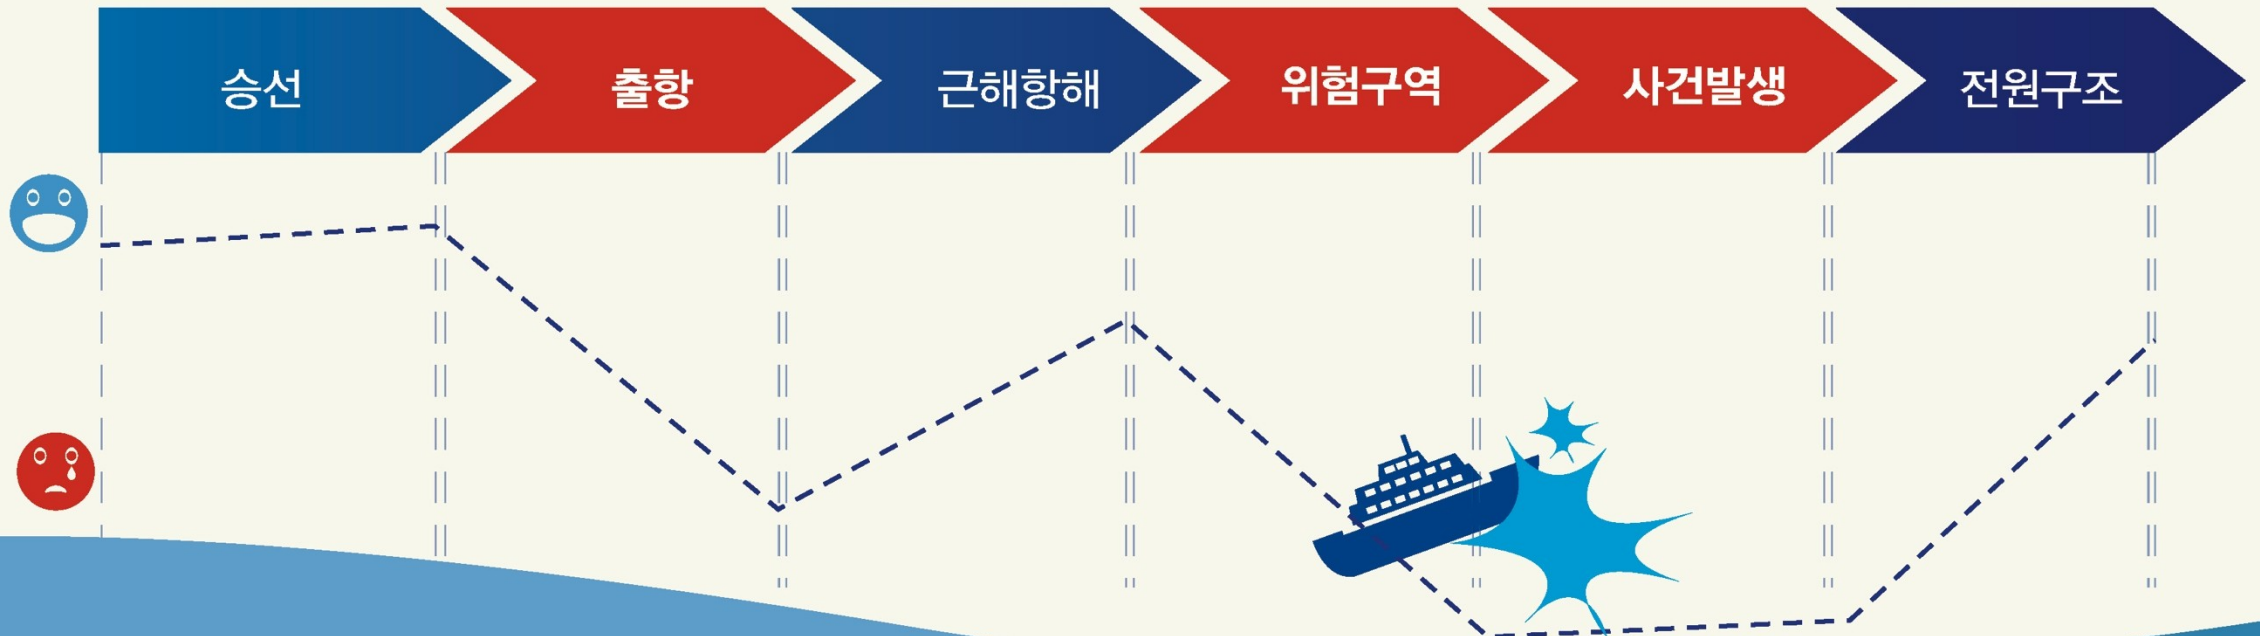 승선
출항
근해항해
위험구역
사건발생
전원구조